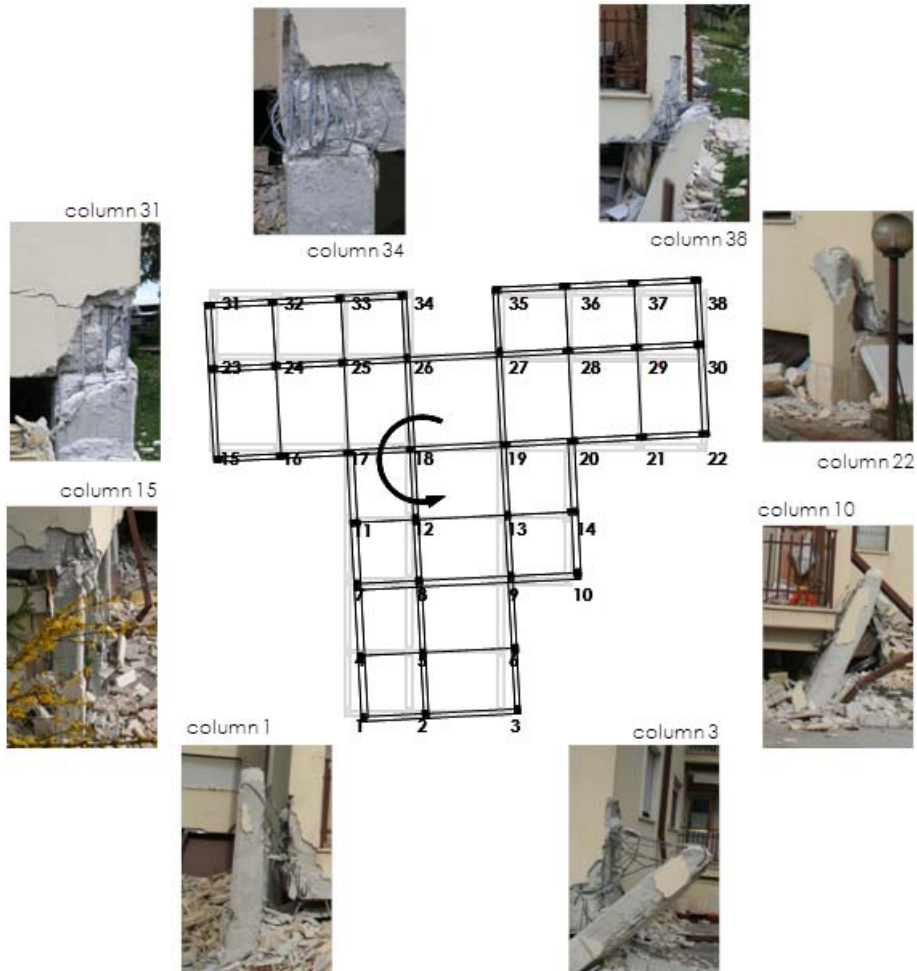 column 31
column 34
column 38
31 32 33 34 35 36 37 38
23 24 25 26 27 28 29 30
15 16 17 18 19 20 21 22
column 22
column 15
column 10
11 12 13 14
7 8 9 10
4 5 6
1 2 3
column 1
column 3